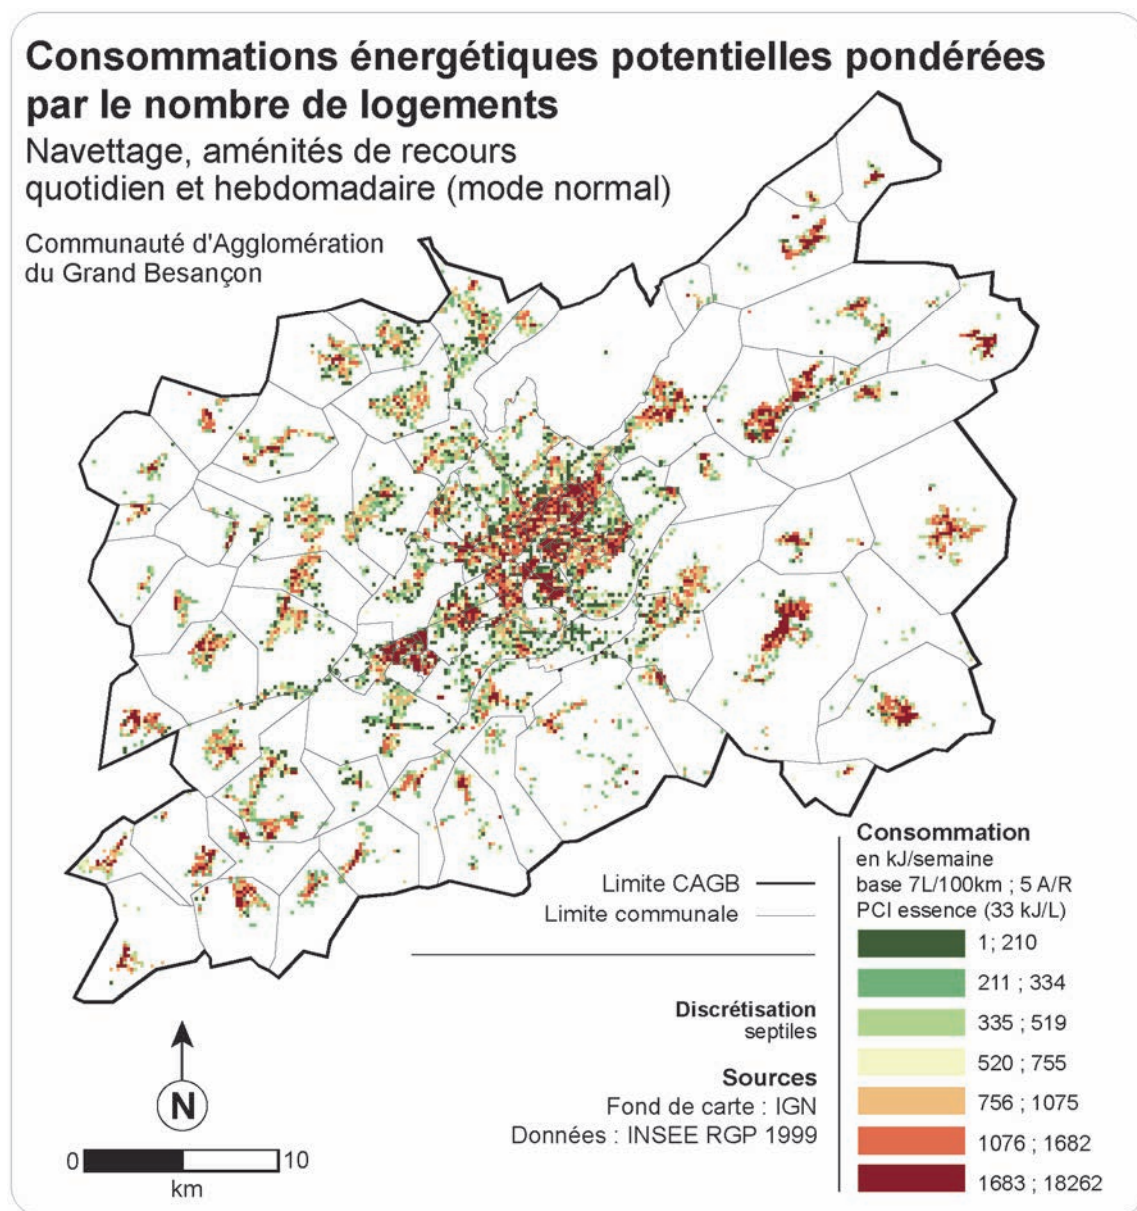 Consommations énergétiques potentielles pondérées
par le nombre de logements
Navettage, aménités de recours
quotidien et hebdomadaire (mode normal)
Communauté d'Agglomération
du Grand Besançon
Limite CAGB
Limite communale
Discrétisation
septiles
Sources
Fond de carte : IGN
Données : INSEE RGP 1999
N
0 10
km
Consommation
en kJ/semaine
base 7L/100km ; 5 A/R
PCI essence (33 kJ/L)
1; 210
211 ; 334
335 ; 519
520 ; 755
756 ; 1075
1076 ; 1682
1683 ; 18262